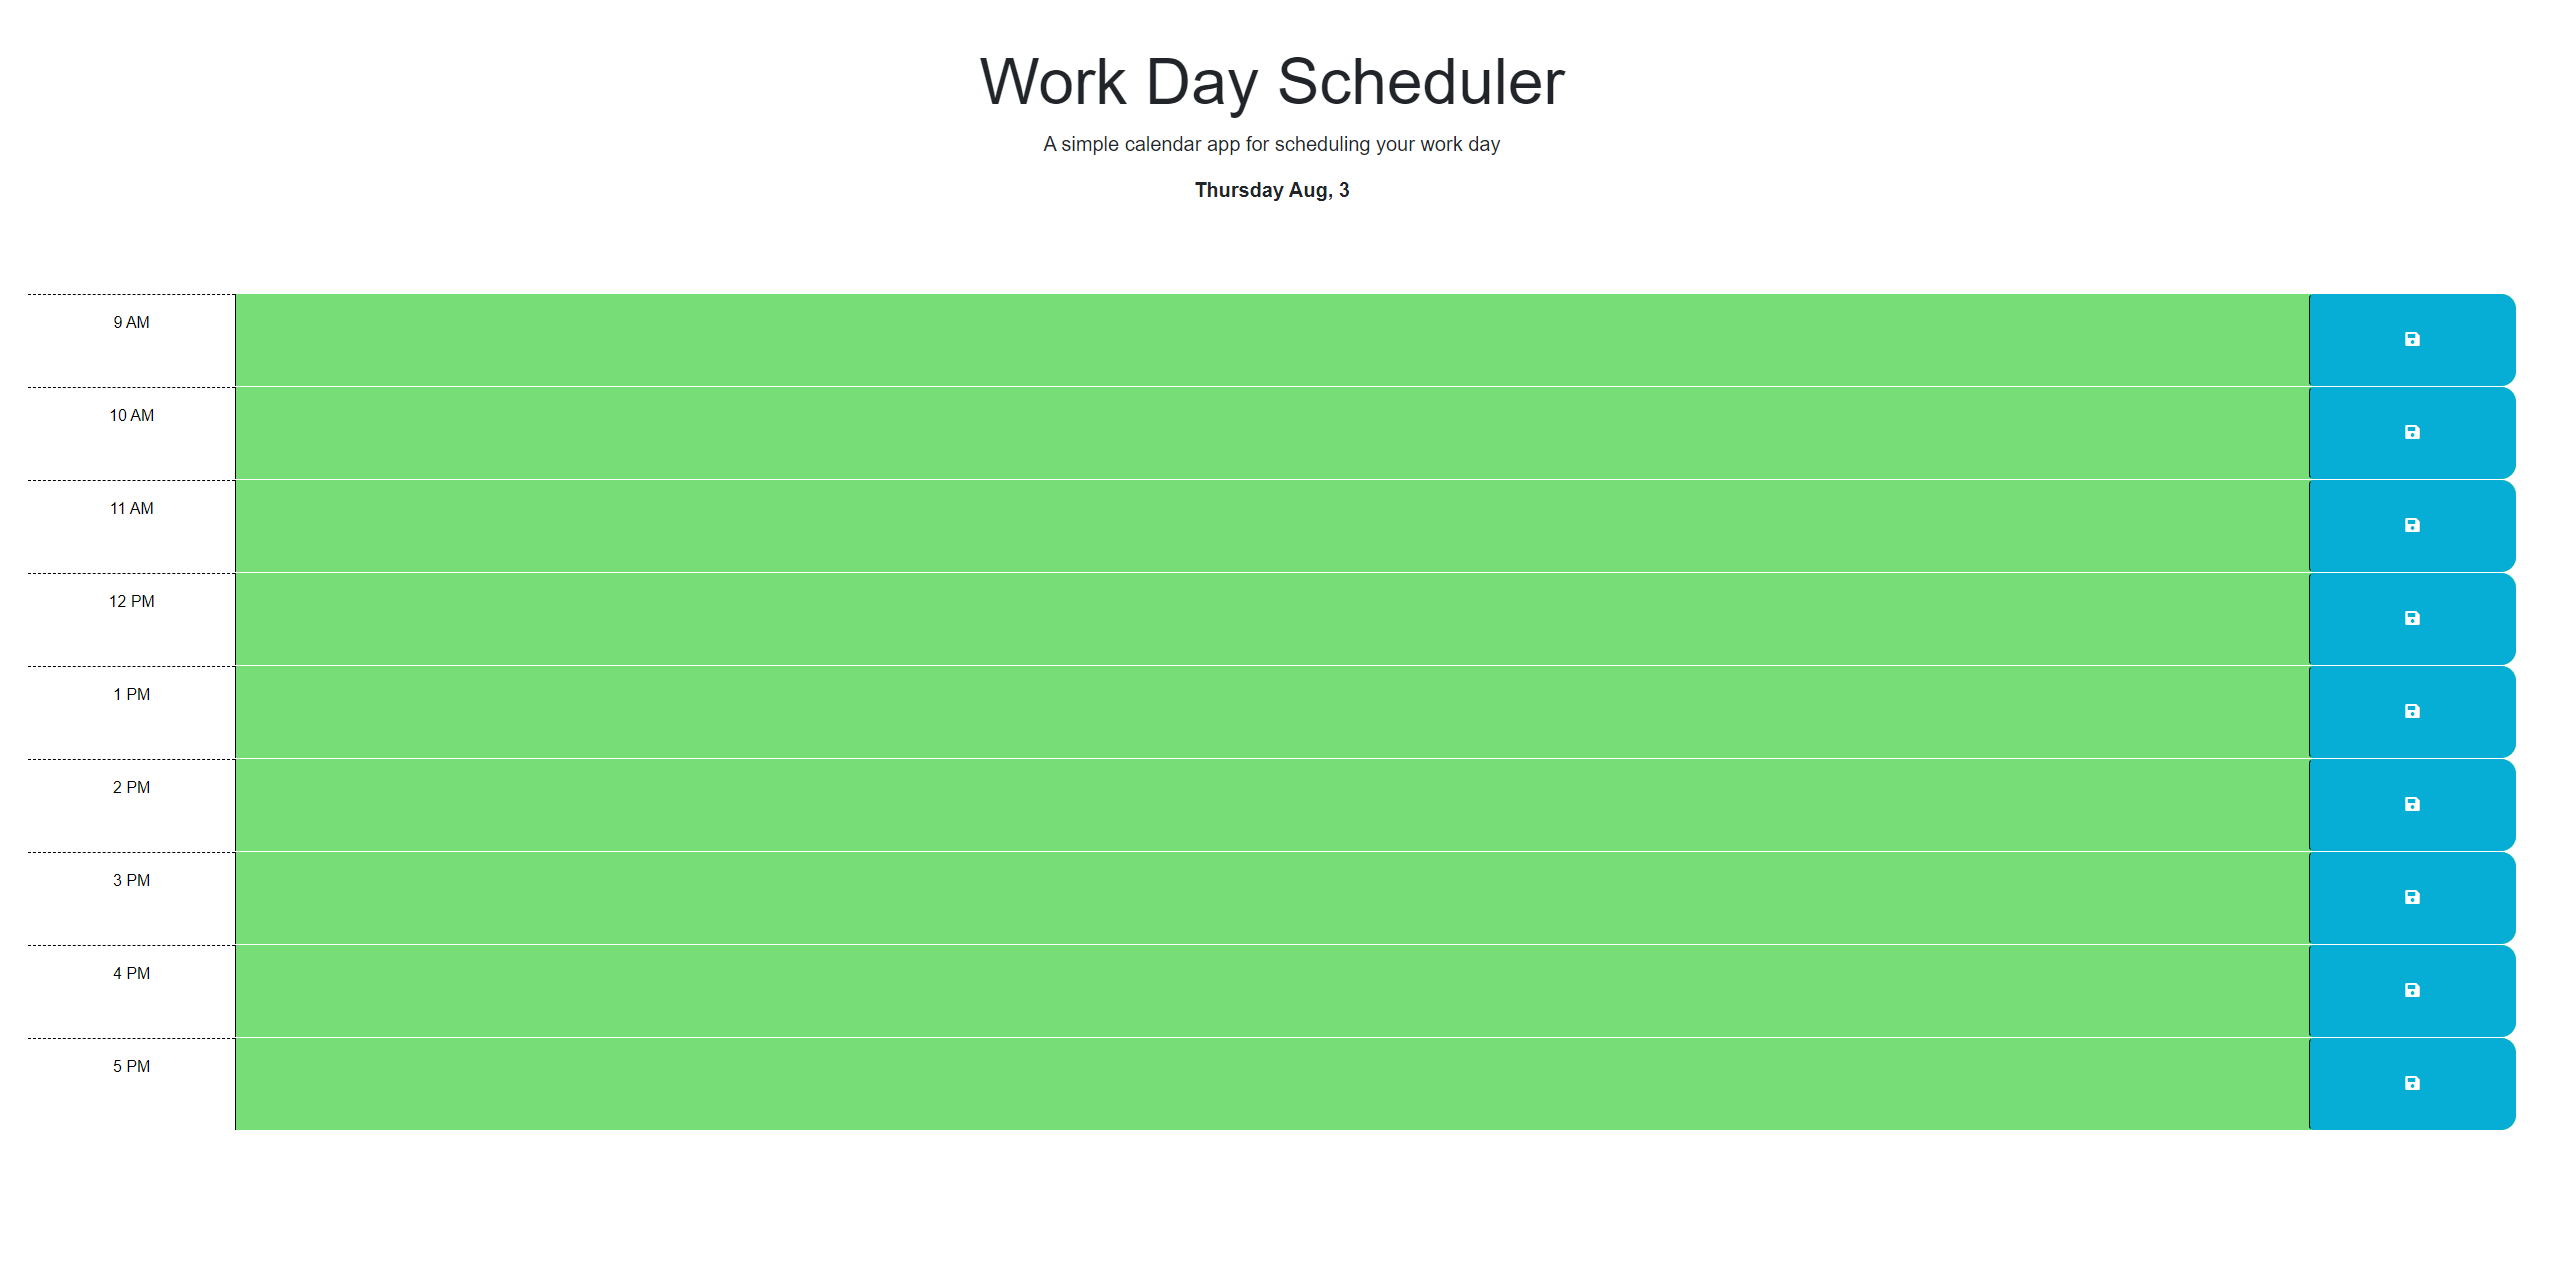 Work Day Scheduler
A simple calendar app for scheduling your work day
Thursday Aug, 3
9 AM
10 AM
11 AM
12 PM
1 PM
2 PM
3 PM
4 PM
5 PM